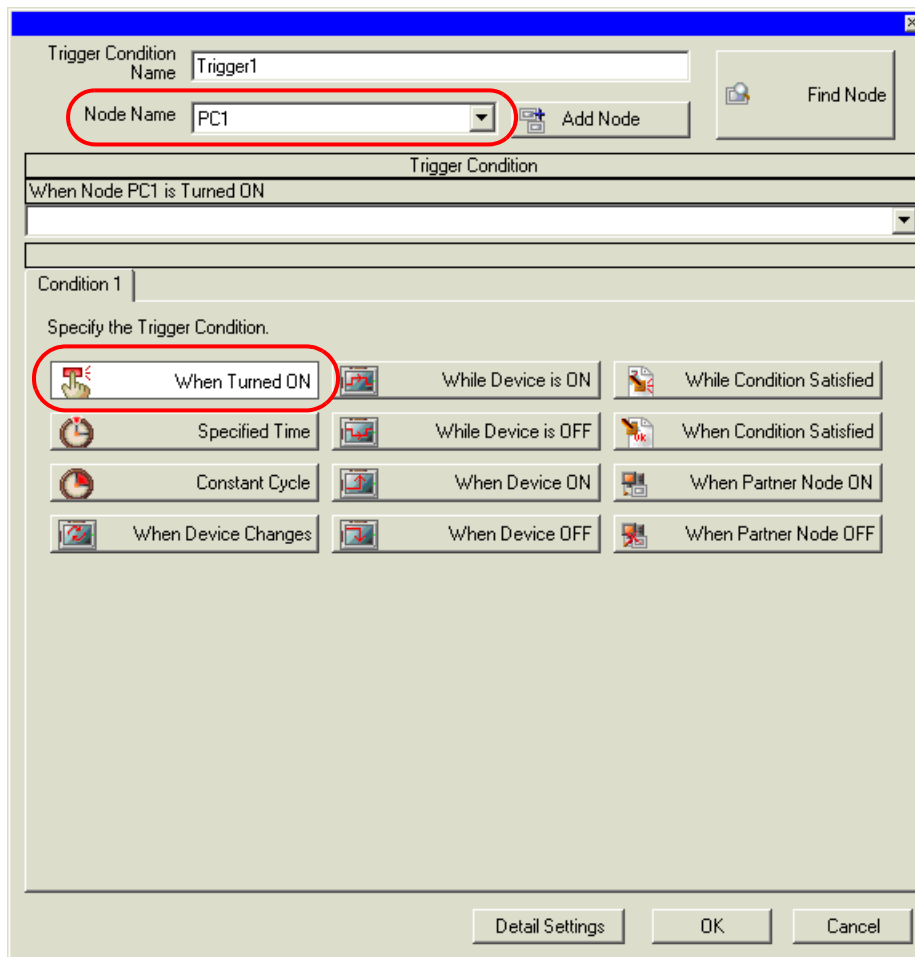 Trigger Condition
Name
Trigger1
Find Node
Node Name
PC1
Add Node
Trigger Condition
When Node PC1 is Turned ON
Condition 1
Specify the Trigger Condition.
When Turned ON
While Device is ON
While Condition Satisfied
Specified Time
While Device is OFF
When Condition Satisfied
Constant Cycle
When Device ON
When Partner Node ON
When Device Changes
When Device OFF
When Partner Node OFF
Detail Settings
OK
Cancel